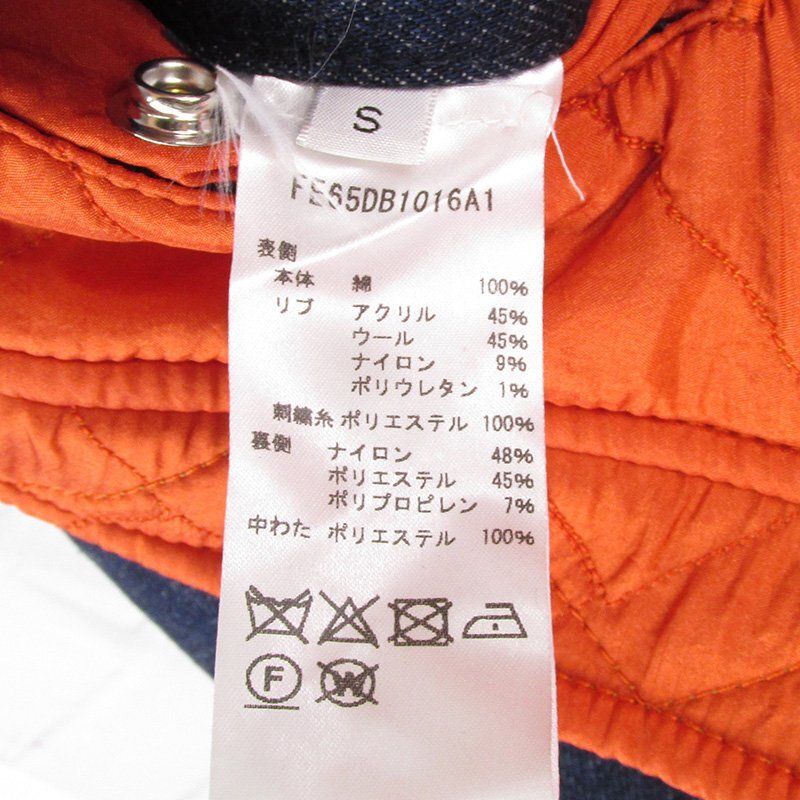 S
FE65DB1016A1
表側
本体 綿 100%
リブ アクリル 45%
ウール 45%
ナイロン 9%
ポリウレタン 1%
刺繍糸 ポリエステル 100%
裏側 ナイロン 48%
ポリエステル 45%
ポリプロピレン 7%
中わた ポリエステル 100%
F W